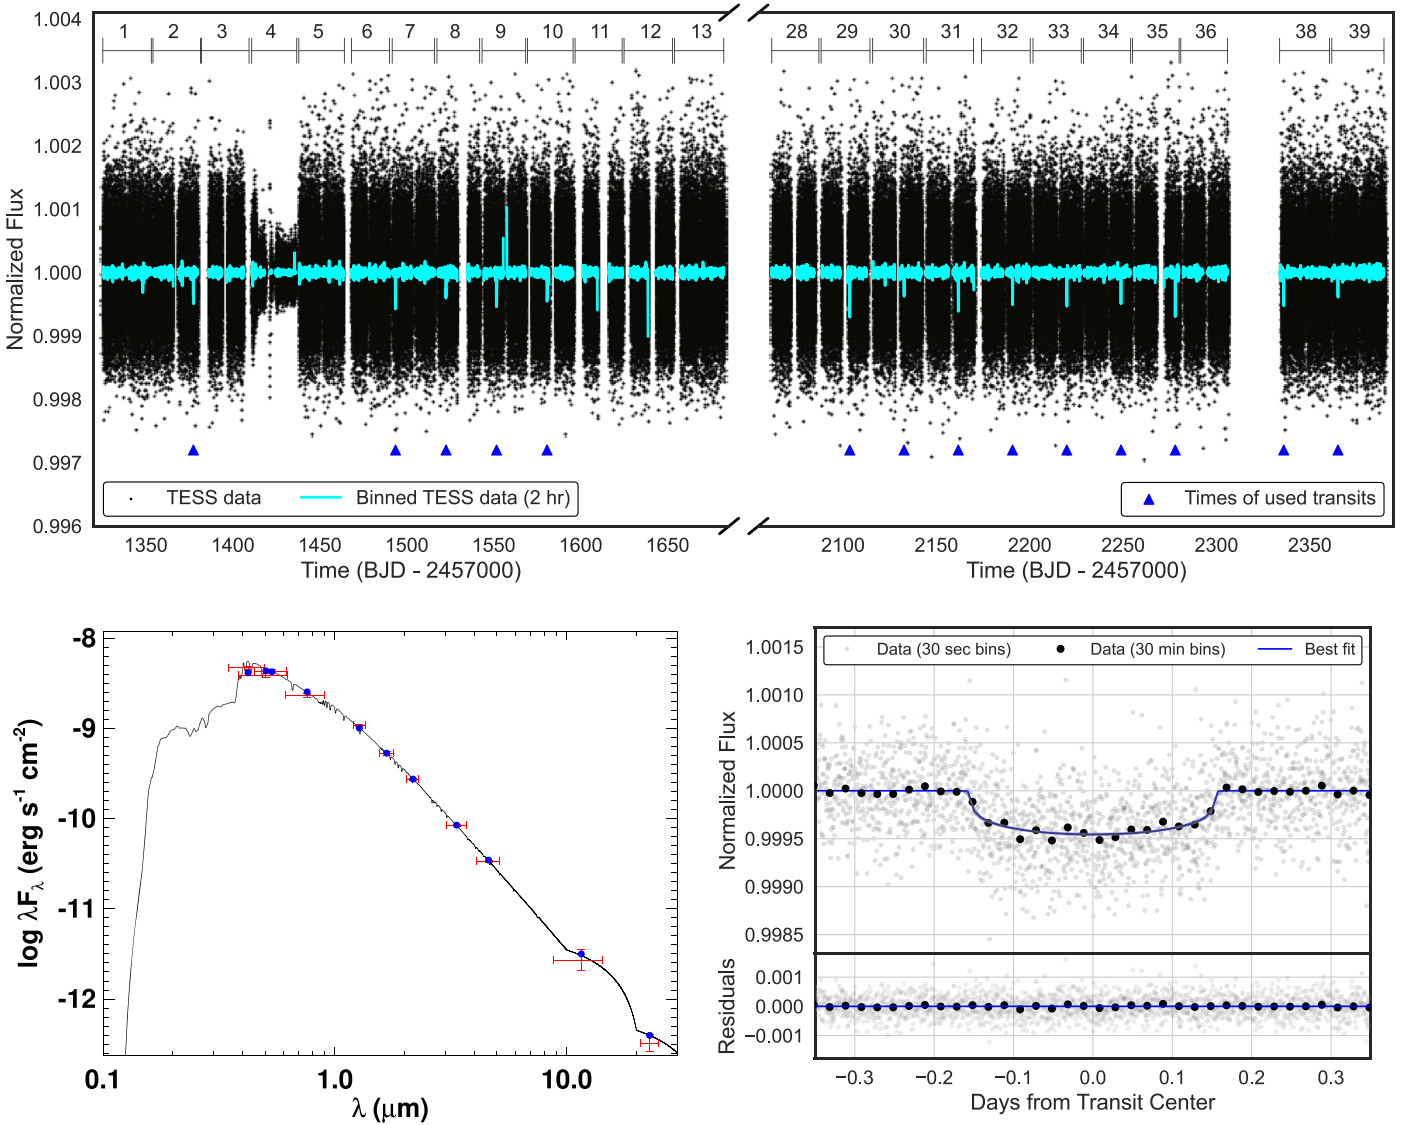 1.004
1 2 3 4 5 6 7 8 9 10 11 12 13 28 29 30 31 32 33 34 35 36 38 39
1.003
1.002
1.001
1.000
0.999
0.998
0.997
0.996
Normalized Flux
TESS data Binned TESS data (2 hr)
Times of used transits
1350 1400 1450 1500 1550 1600 1650 2100 2150 2200 2250 2300 2350
Time (BJD - 2457000) Time (BJD - 2457000)
-8
-9
-10
-11
-12
log λFλ (erg s-1 cm-2)
0.1 1.0 10.0
λ (μm)
Data (30 sec bins) Data (30 min bins) Best fit
1.0015
1.0010
1.0005
1.0000
0.9995
0.9990
0.9985
Normalized Flux
0.001
0.000
−0.001
Residuals
−0.3 −0.2 −0.1 0.0 0.1 0.2 0.3
Days from Transit Center